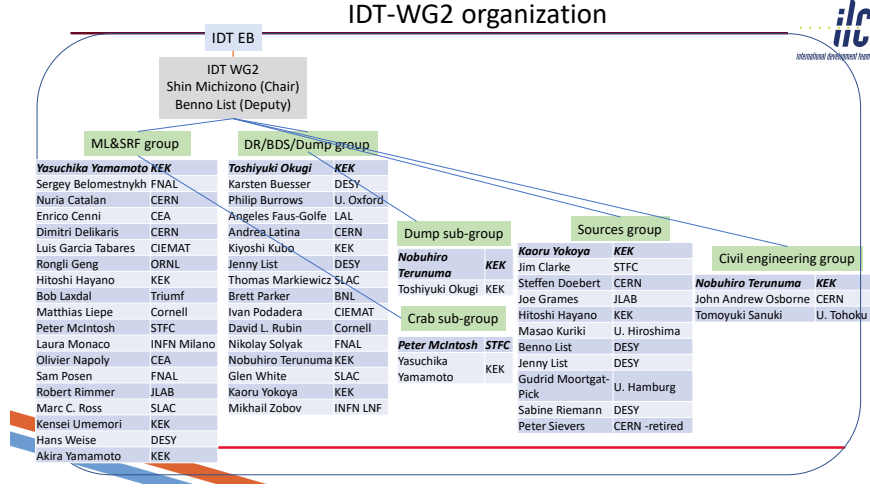 IDT-WG2 organization
ilc
international development team
IDT EB
IDT WG2
Shin Michizono (Chair)
Benno List (Deputy)
ML&SRF group
Yasuchika Yamamoto KEK
Sergey Belomestnykh FNAL
Nuria Catalan CERN
Enrico Cenni CEA
Dimitri Delikaris CERN
Luis Garcia Tabares CIEMAT
Rongli Geng ORNL
Hitoshi Hayano KEK
Bob Laxdal Triumf
Matthias Liepe Cornell
Peter McIntosh STFC
Laura Monaco INFN Milano
Olivier Napoly CEA
Sam Posen FNAL
Robert Rimmer JLAB
Marc C. Ross SLAC
Kensei Umemori KEK
Hans Weise DESY
Akira Yamamoto KEK
DR/BDS/Dump group
Toshiyuki Okugi KEK
Karsten Buesser DESY
Philip Burrows U. Oxford
Angeles Faus-Golfe LAL
Andrea Latina CERN
Kiyoshi Kubo KEK
Jenny List DESY
Thomas Markiewicz SLAC
Brett Parker BNL
Ivan Podadera CIEMAT
David L. Rubin Cornell
Nikolay Solyak FNAL
Nobuhiro Terunuma KEK
Glen White SLAC
Kaoru Yokoya KEK
Mikhail Zobov INFN LNF
Dump sub-group
Nobuhiro
Terunuma KEK
Toshiyuki Okugi KEK
Crab sub-group
Peter McIntosh STFC
Yasuchika
Yamamoto KEK
Sources group
Kaoru Yokoya KEK
Jim Clarke STFC
Steffen Doebert CERN
Joe Grames JLAB
Hitoshi Hayano KEK
Masao Kuriki U. Hiroshima
Benno List DESY
Jenny List DESY
Gudrid Moortgat-
Pick U. Hamburg
Sabine Riemann DESY
Peter Sievers CERN -retired
Civil engineering group
Nobuhiro Terunuma KEK
John Andrew Osborne CERN
Tomoyuki Sanuki U. Tohoku